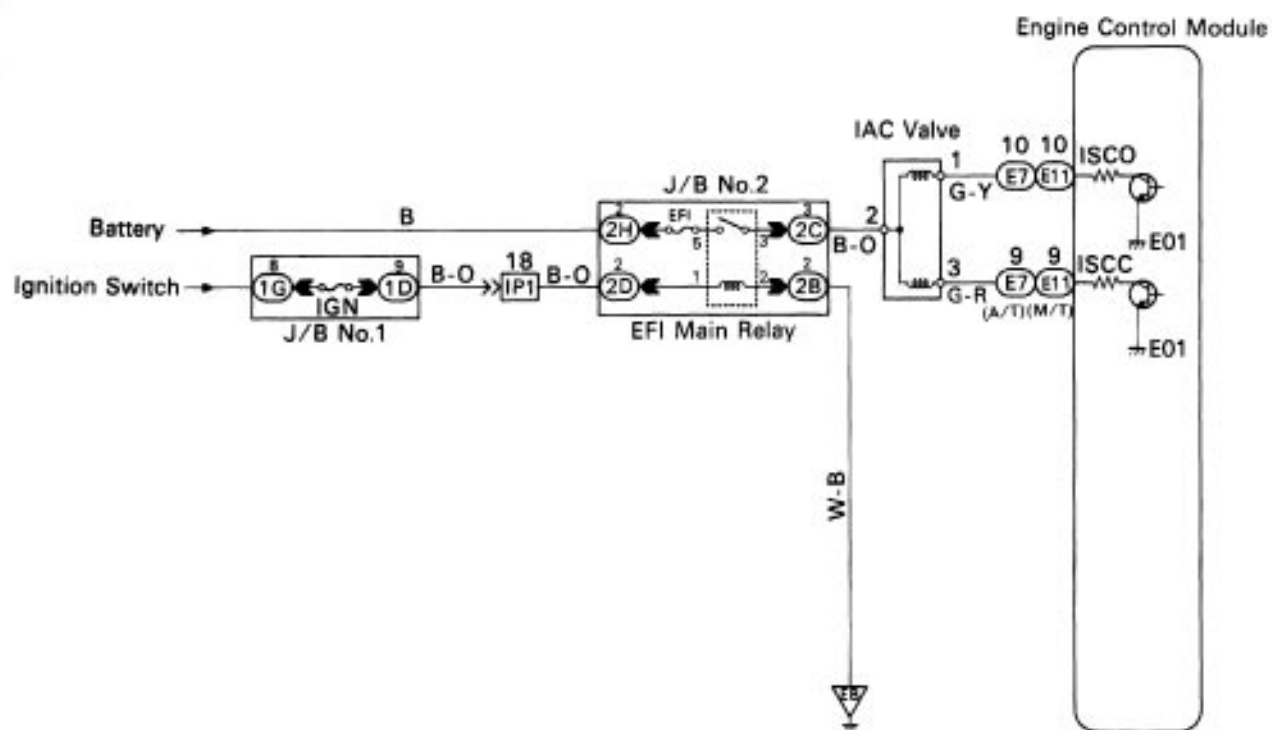 Engine Control Module
IAC Valve
1
10 10
ISCO
E7 E11
G-Y
E01
J/B No.2
Battery
B
2
2H
EFI
5
3
3
2C
2
B-O
Ignition Switch
8
1G
IGN
9
1D
B-O
18
IP1
B-O
2
2D
1
2
2
2B
3
G-R
9 9
ISCC
E7 E11
(A/T) (M/T)
E01
J/B No.1
EFI Main Relay
W-B
EB